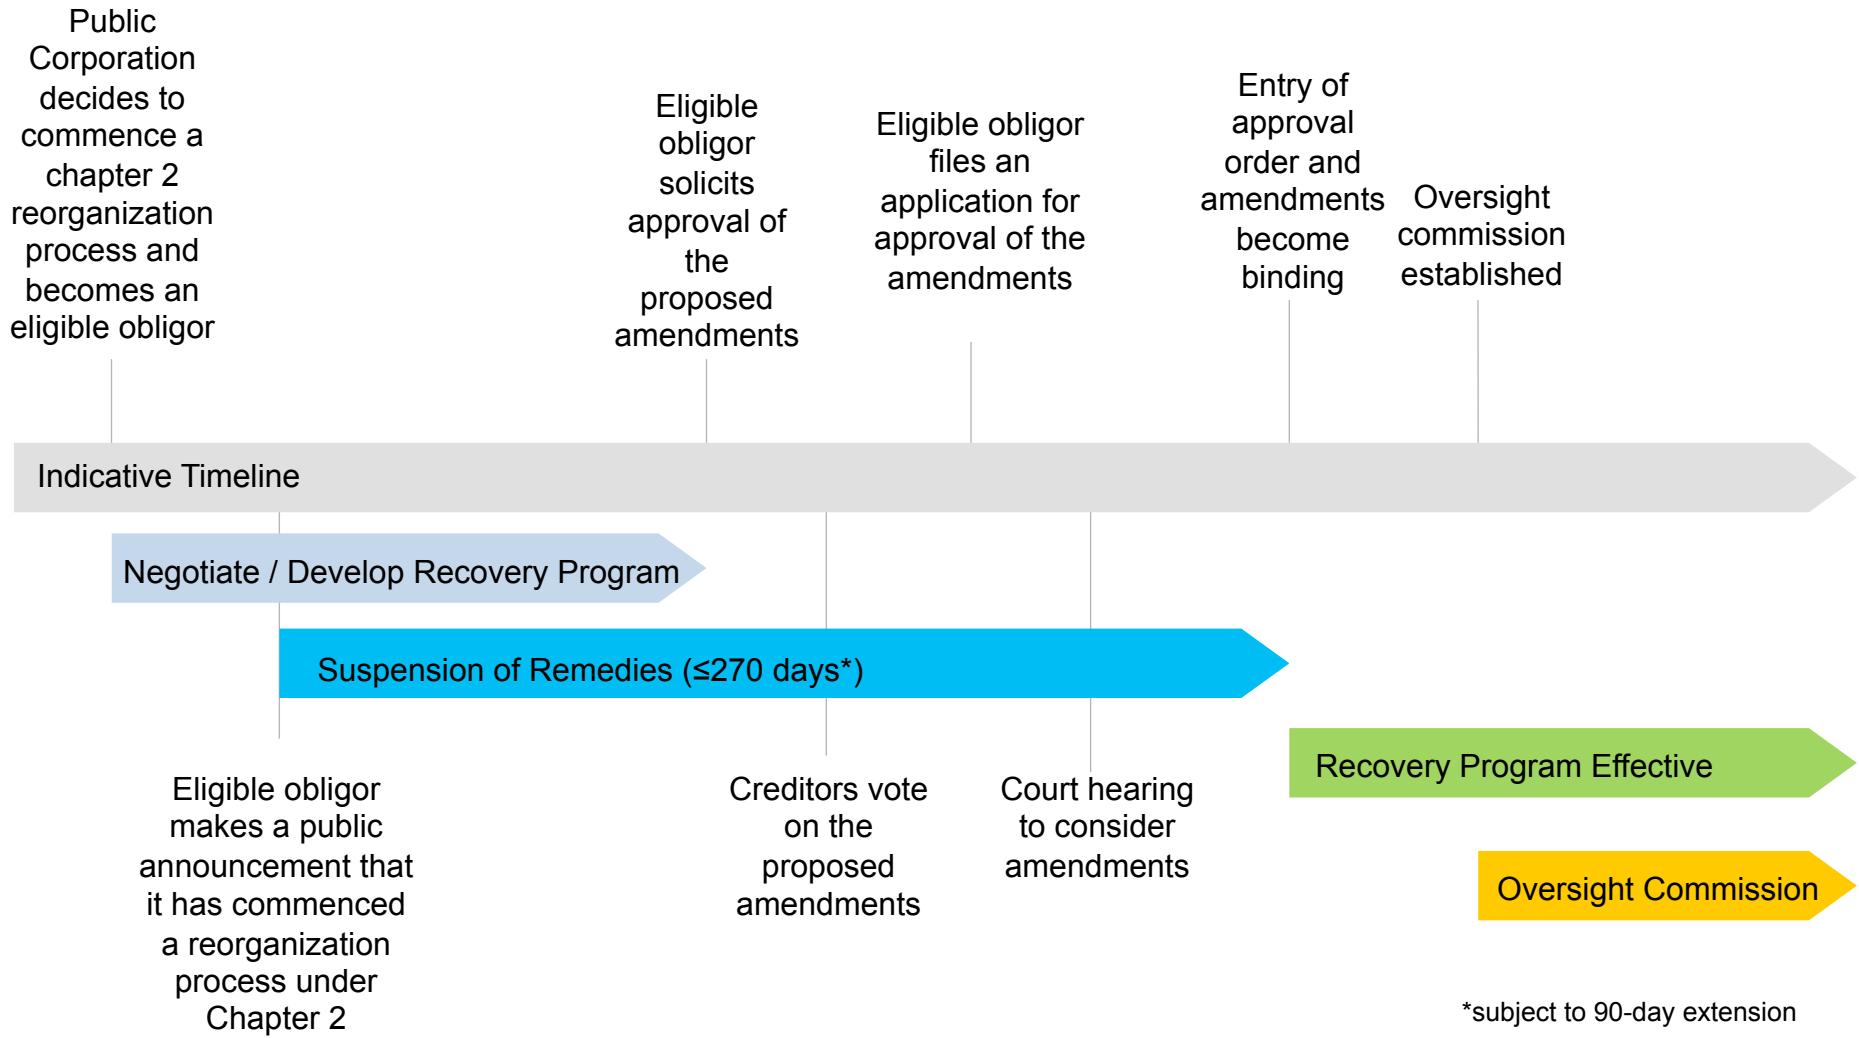 Public
Corporation
decides to
commence a
chapter 2
reorganization
process and
becomes an
eligible obligor
Eligible
obligor
solicits
approval of
the
proposed
amendments
Eligible obligor
files an
application for
approval of the
amendments
Entry of
approval
order and
amendments
become
binding
Oversight
commission
established
Indicative Timeline
Negotiate / Develop Recovery Program
Suspension of Remedies (≤270 days*)
Recovery Program Effective
Oversight Commission
Eligible obligor
makes a public
announcement that
it has commenced
a reorganization
process under
Chapter 2
Creditors vote
on the
proposed
amendments
Court hearing
to consider
amendments
*subject to 90-day extension